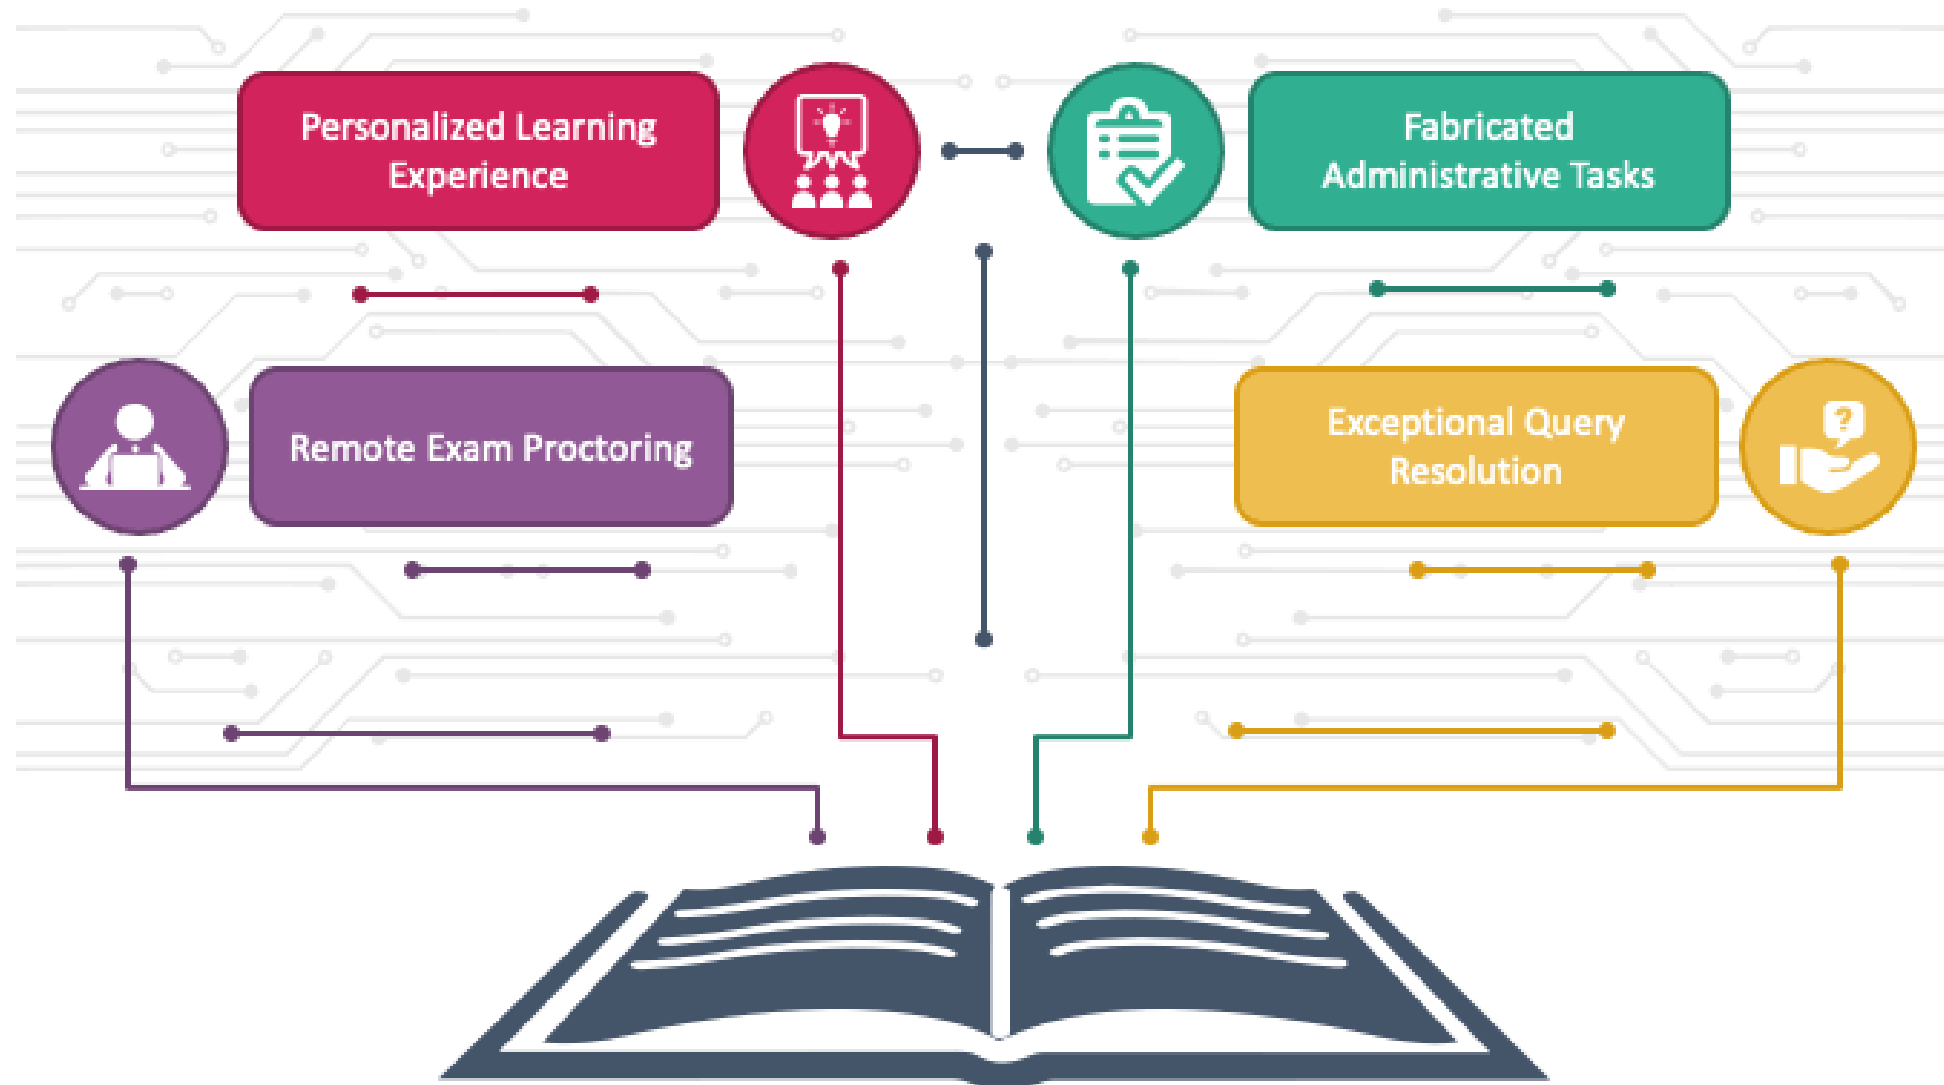 Personalized Learning
Experience
Fabricated
Administrative Tasks
Remote Exam Proctoring
Exceptional Query
Resolution
?